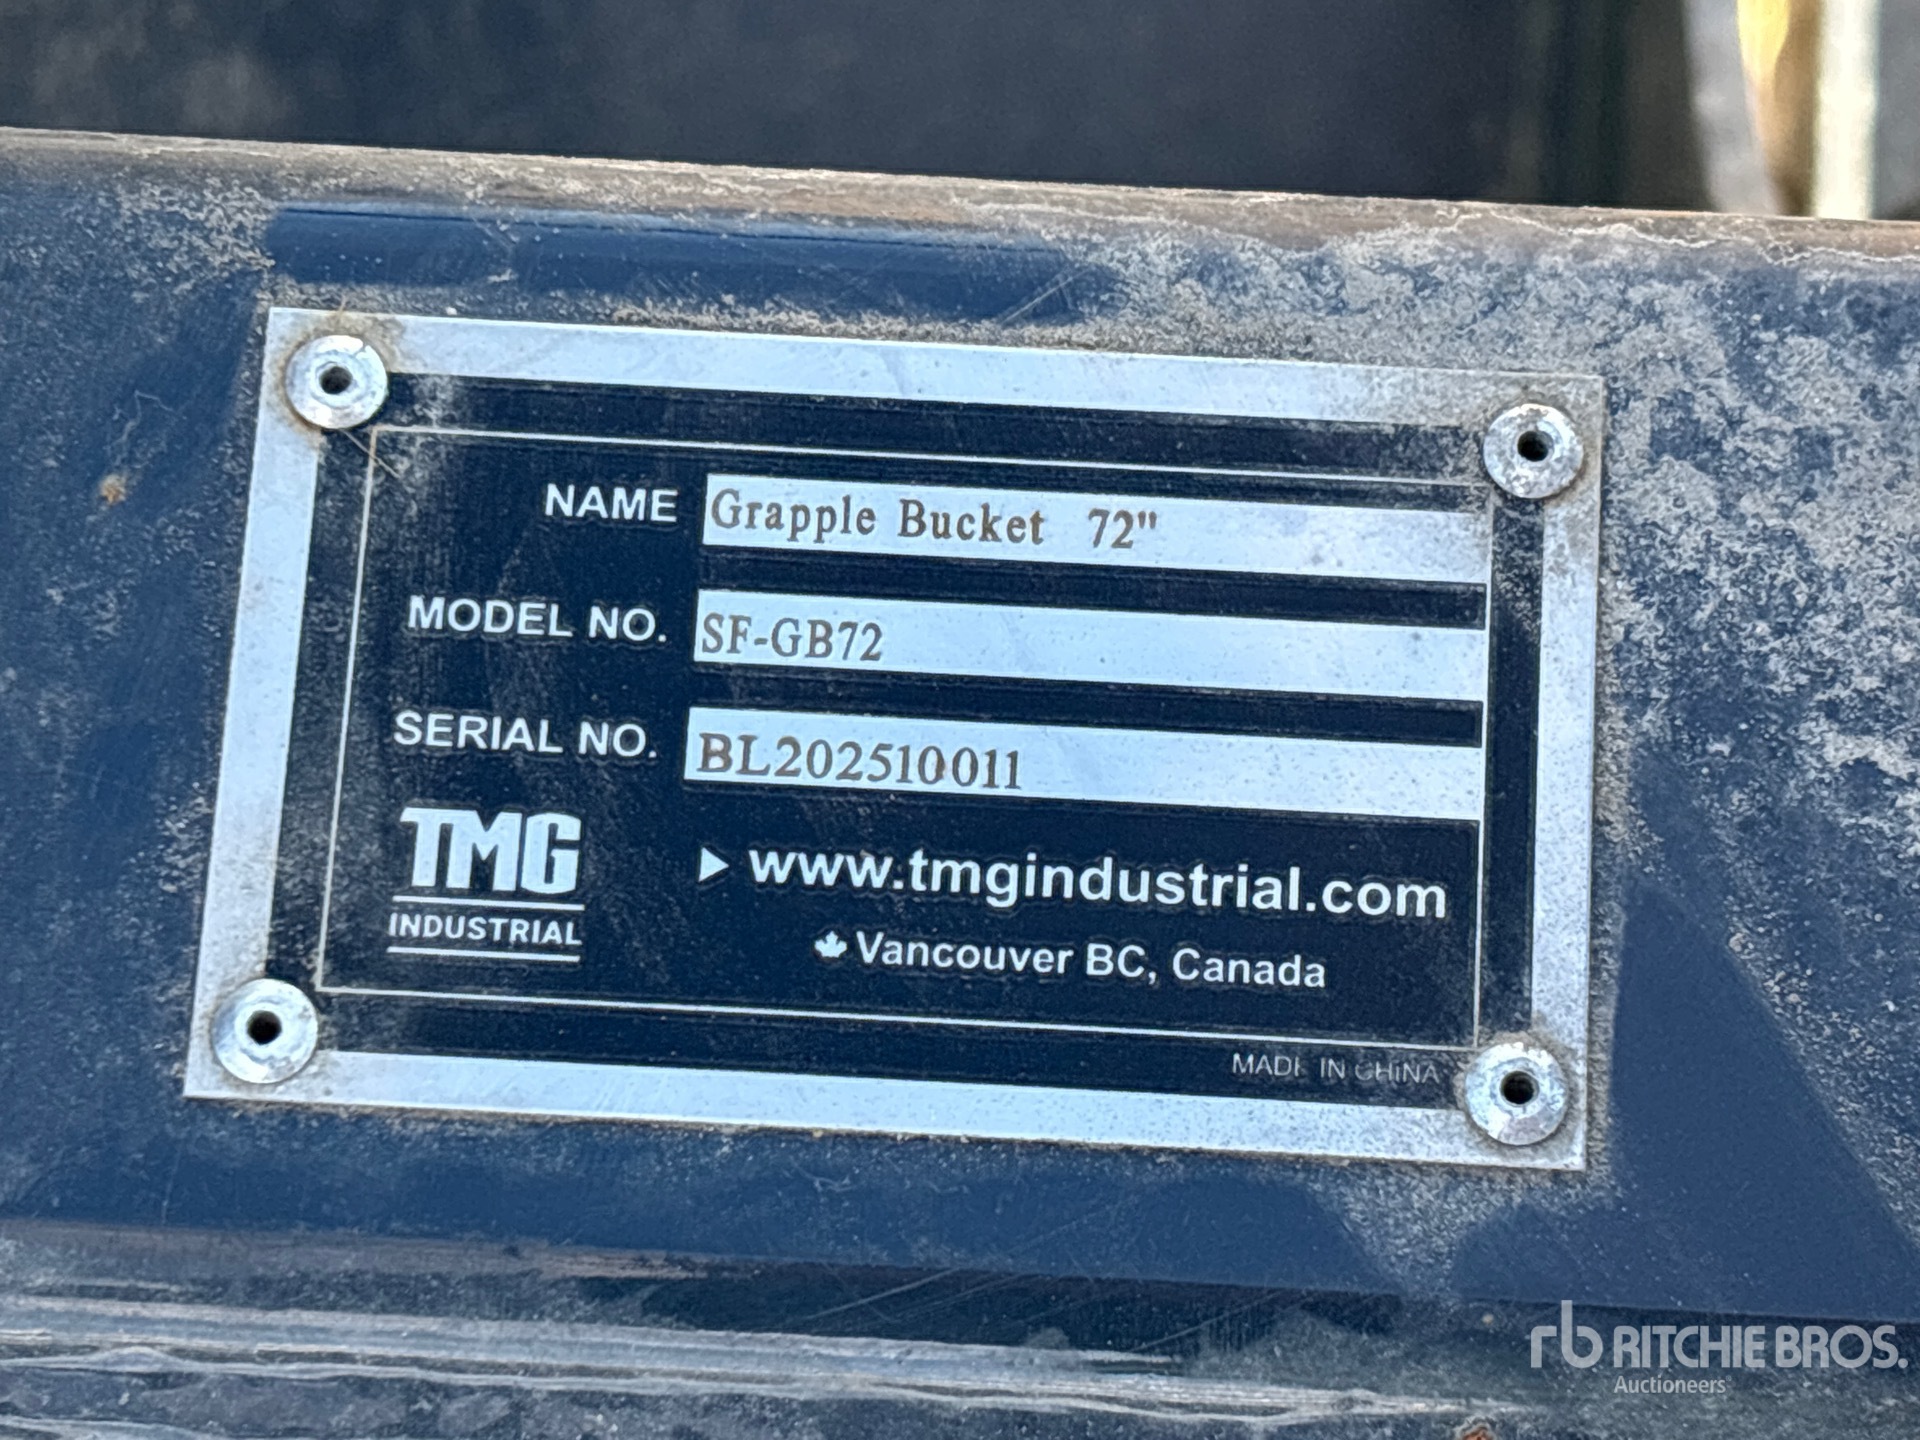 NAME Grapple Bucket 72"
MODEL NO. SF-GB72
SERIAL NO. BL202510011
TMG
INDUSTRIAL
www.tmgindustrial.com
Vancouver BC, Canada
MADE IN CHINA
rb RITCHIE BROS.
Auctioneers